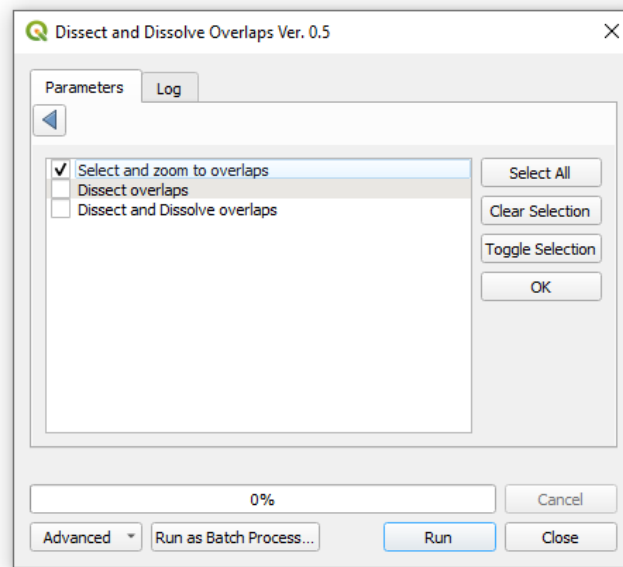 Dissect and Dissolve Overlaps Ver. 0.5
Parameters Log
Select and zoom to overlaps
Dissect overlaps
Dissect and Dissolve overlaps
Select All
Clear Selection
Toggle Selection
OK
0%
Cancel
Advanced
Run as Batch Process...
Run
Close